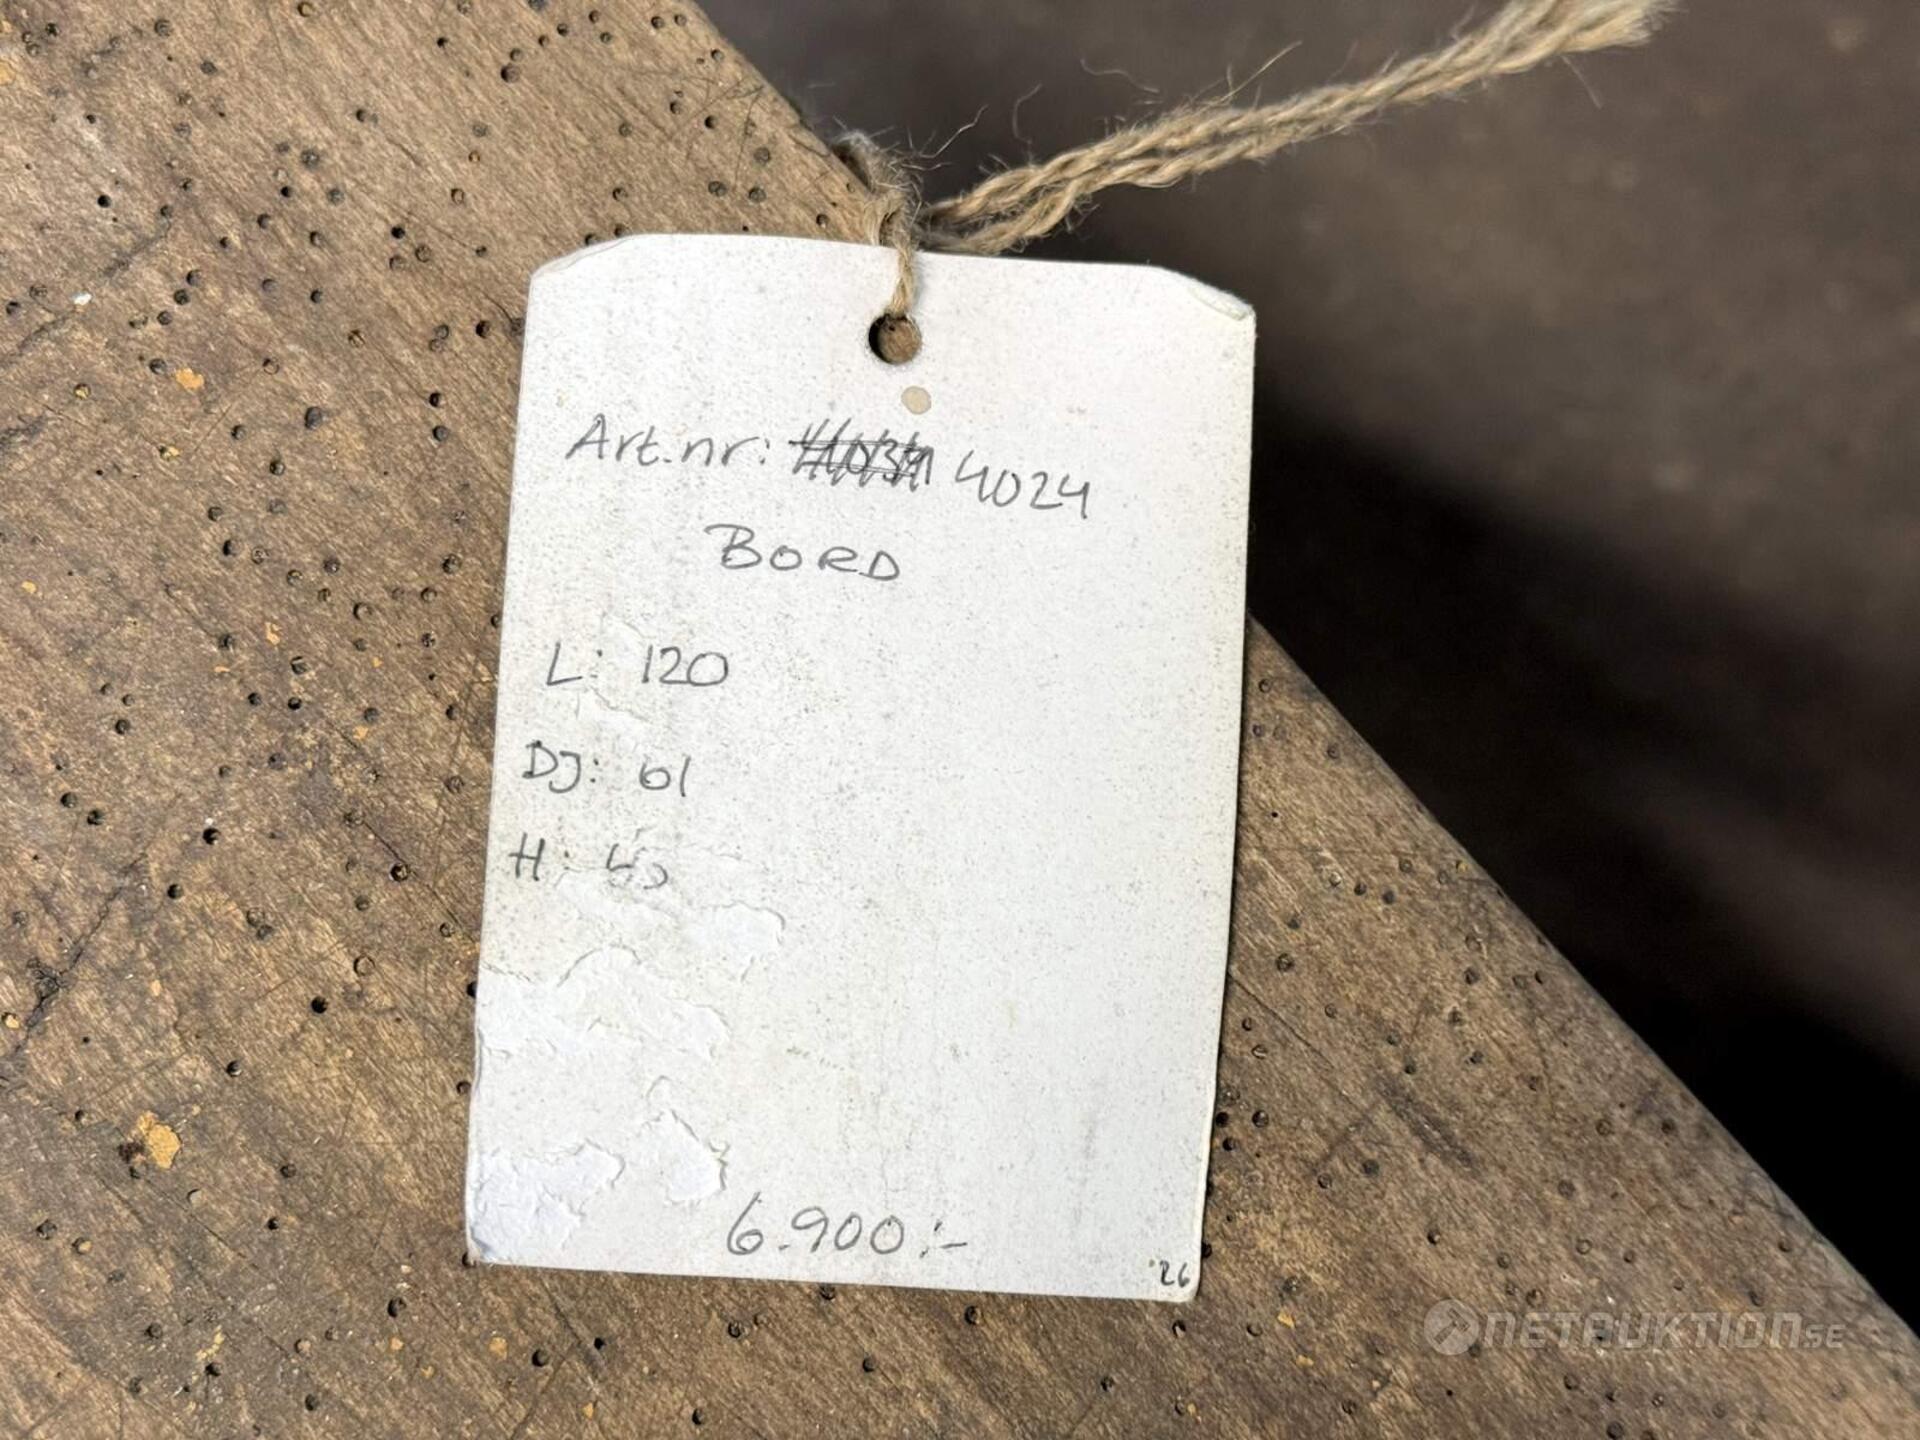 Art.nr: 4024
BORD
L: 120
DJ: 61
H:
6.900:-
'26
NETAUKTION.SE